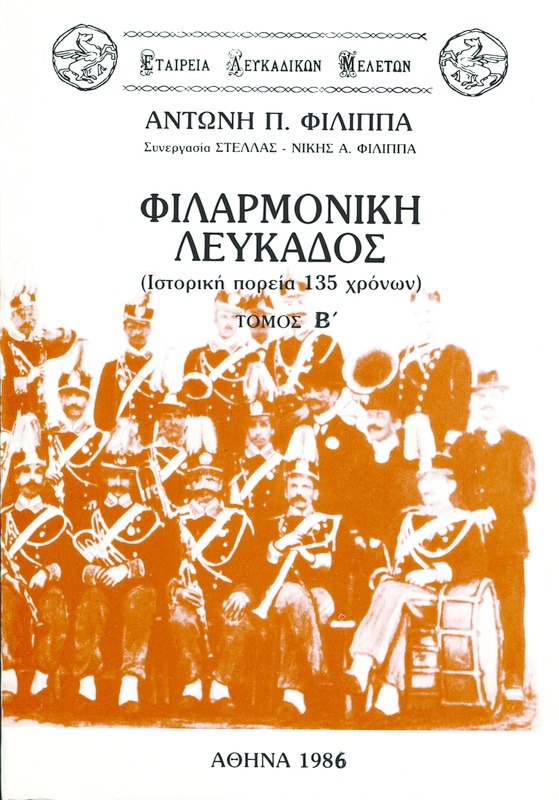 ΕΤΑΙΡΕΙΑ ΛΕΥΚΑΔΙΚΩΝ ΜΕΛΕΤΩΝ
ΑΝΤΩΝΗ Π. ΦΙΛΙΠΠΑ
Συνεργασία ΣΤΕΛΛΑΣ - ΝΙΚΗΣ Α. ΦΙΛΙΠΠΑ
ΦΙΛΑΡΜΟΝΙΚΗ
ΛΕΥΚΑΔΟΣ
(Ιστορική πορεία 135 χρόνων)
ΤΟΜΟΣ Β΄
ΑΘΗΝΑ 1986